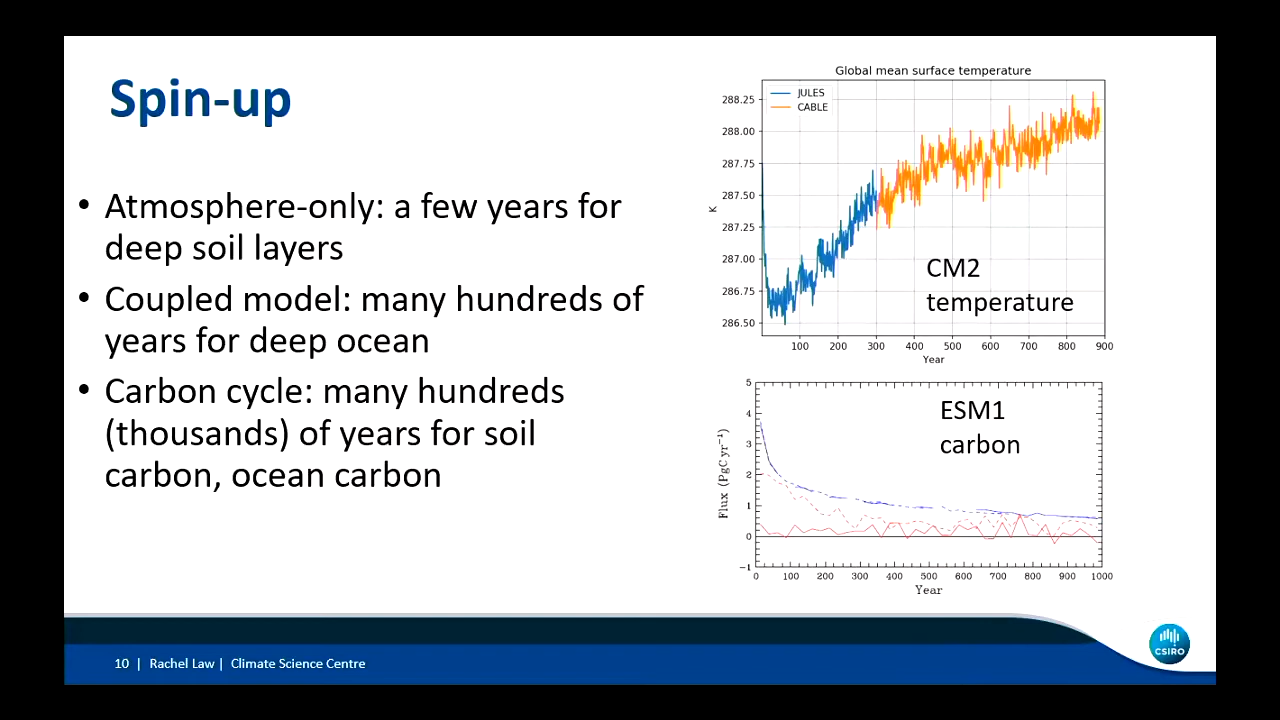 Spin-up
• Atmosphere-only: a few years for
deep soil layers
• Coupled model: many hundreds of
years for deep ocean
• Carbon cycle: many hundreds
(thousands) of years for soil
carbon, ocean carbon
Global mean surface temperature
JULES
CABLE
288.25
288.00
287.75
287.50
287.25
287.00
286.75
286.50
K
CM2
temperature
100 200 300 400 500 600 700 800 900
Year
5
4
3
2
1
0
−1
Flux (PgC yr⁻¹)
ESM1
carbon
0 100 200 300 400 500 600 700 800 900 1000
Year
10 | Rachel Law | Climate Science Centre
CSIRO